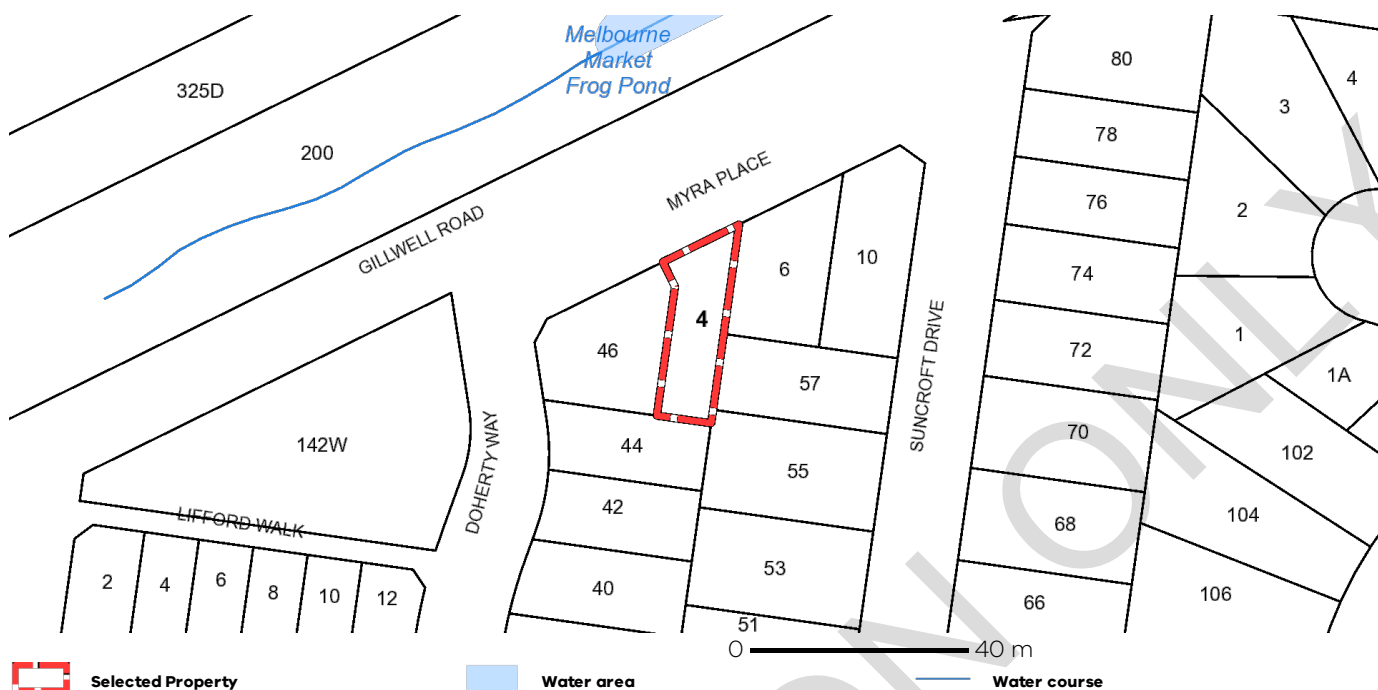 Melbourne
Market
Frog Pond
325D
200
GILLWELL ROAD
MYRA PLACE
80
78
76
74
72
70
68
66
4
3
2
1
1A
102
104
106
6
10
4
46
57
44
55
42
53
40
51
SUNCROFT DRIVE
DOHERTY WAY
142W
LIFFORD WALK
2
4
6
8
10
12
ON ONLY
0
40 m
Selected Property
Water area
Water course